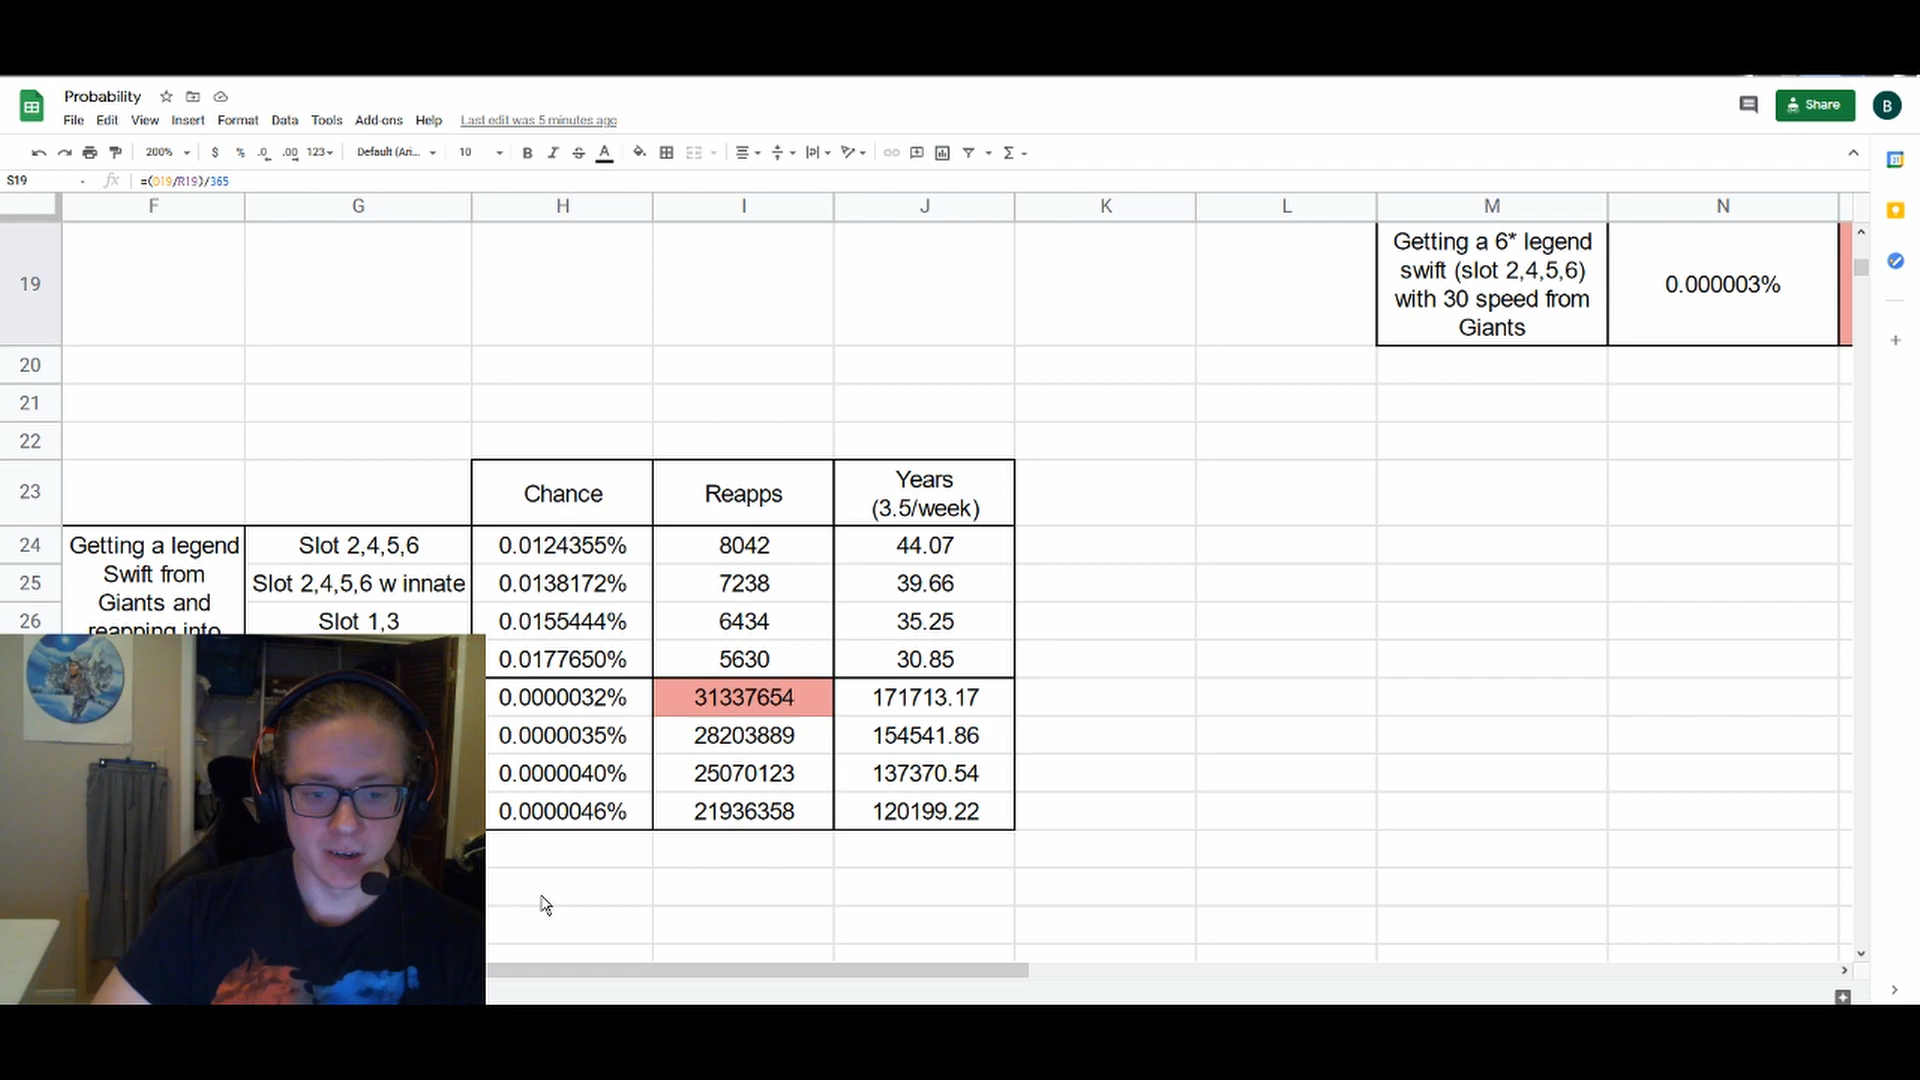 Probability
File Edit View Insert Format Data Tools Add-ons Help Last edit was 5 minutes ago
Share
B
200% $ % .0 .00 123 Default (Ari... 10 B I S A Σ
S19 fx =(O19/R19)/365
F G H I J K L M N
19
Getting a 6* legend
swift (slot 2,4,5,6)
with 30 speed from
Giants
0.000003%
20
21
22
23 Chance Reapps Years
(3.5/week)
24 Getting a legend Slot 2,4,5,6 0.0124355% 8042 44.07
25 Swift from Slot 2,4,5,6 w innate 0.0138172% 7238 39.66
Giants and
26 reapping into Slot 1,3 0.0155444% 6434 35.25
0.0177650% 5630 30.85
0.0000032% 31337654 171713.17
0.0000035% 28203889 154541.86
0.0000040% 25070123 137370.54
0.0000046% 21936358 120199.22